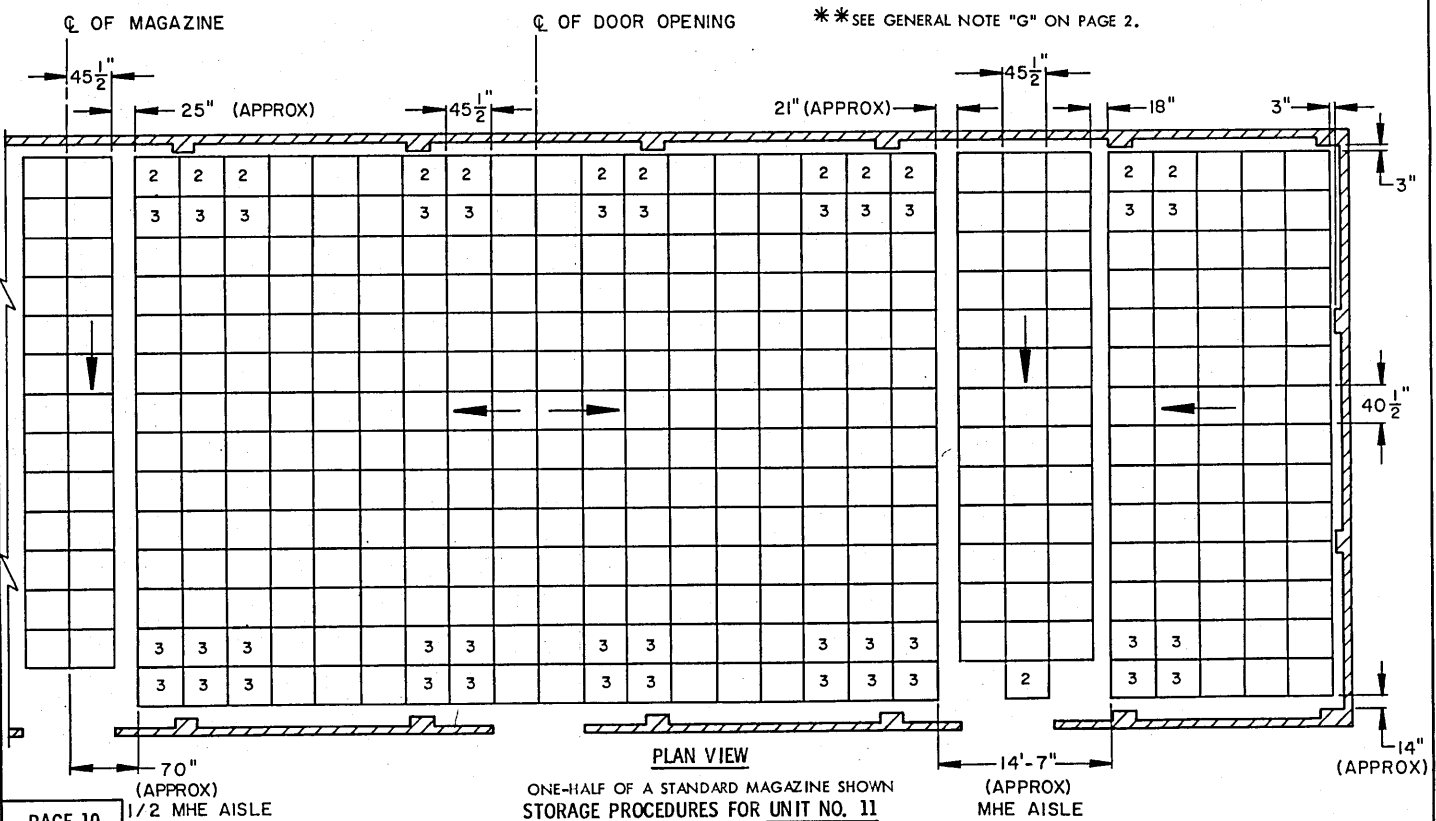 ℄ OF MAGAZINE
℄ OF DOOR OPENING
**SEE GENERAL NOTE "G" ON PAGE 2.
45 1/2"
45 1/2"
25" (APPROX)
45 1/2"
21" (APPROX)
18"
3"
2 2 2 2 2 2 2 2 2 2 2 2
3 3 3 3 3 3 3 3 3 3 3 3
3"
40 1/2"
3 3 3 3 3 3 3 3 3 3 3 3
3 3 3 3 3 3 3 3 3 3 2 3 3
14"
(APPROX)
70"
(APPROX)
1/2 MHE AISLE
PLAN VIEW
ONE-HALF OF A STANDARD MAGAZINE SHOWN
STORAGE PROCEDURES FOR UNIT NO. 11
14'-7"
(APPROX)
MHE AISLE
PAGE 10